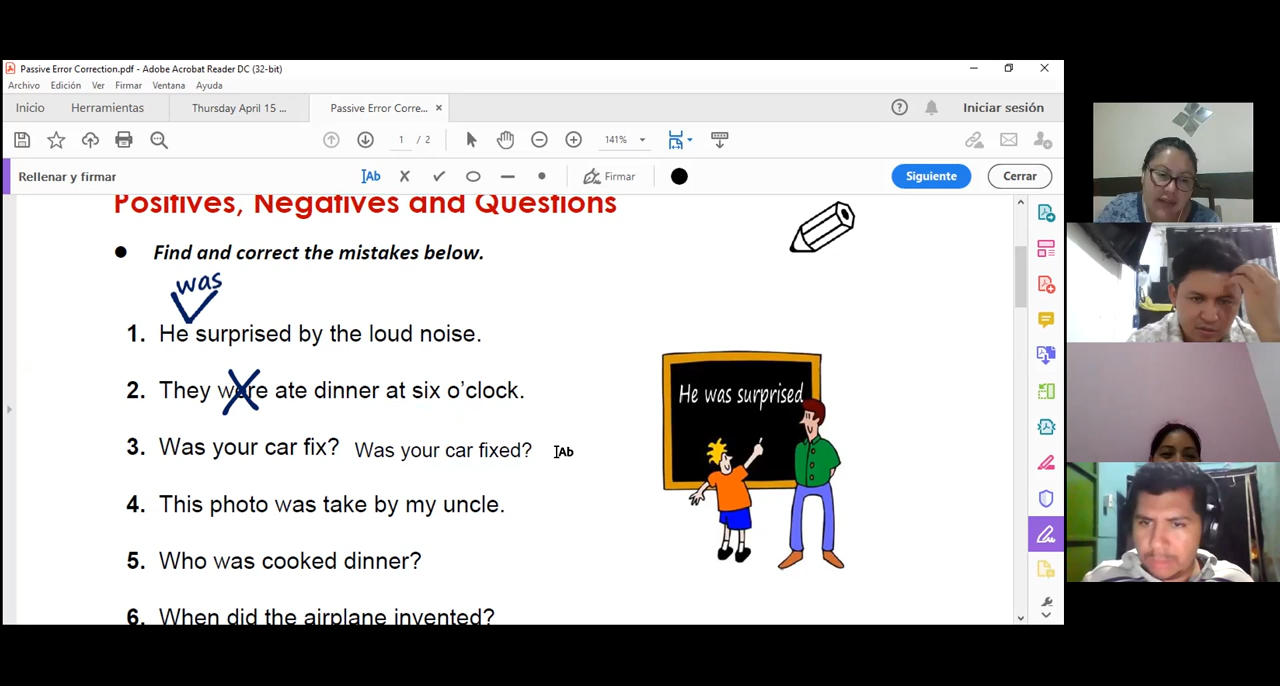 Passive Error Correction.pdf - Adobe Acrobat Reader DC (32-bit)
Archivo Edición Ver Firmar Ventana Ayuda
Inicio Herramientas Thursday April 15 ... Passive Error Corre... × Iniciar sesión
1 / 2 141%
Rellenar y firmar Ab Firmar Siguiente Cerrar
Positives, Negatives and Questions
Find and correct the mistakes below.
was
1. He surprised by the loud noise.
2. They were ate dinner at six o'clock.
He was surprised
3. Was your car fix? Was your car fixed? Ab
4. This photo was take by my uncle.
5. Who was cooked dinner?
6. When did the airplane invented?